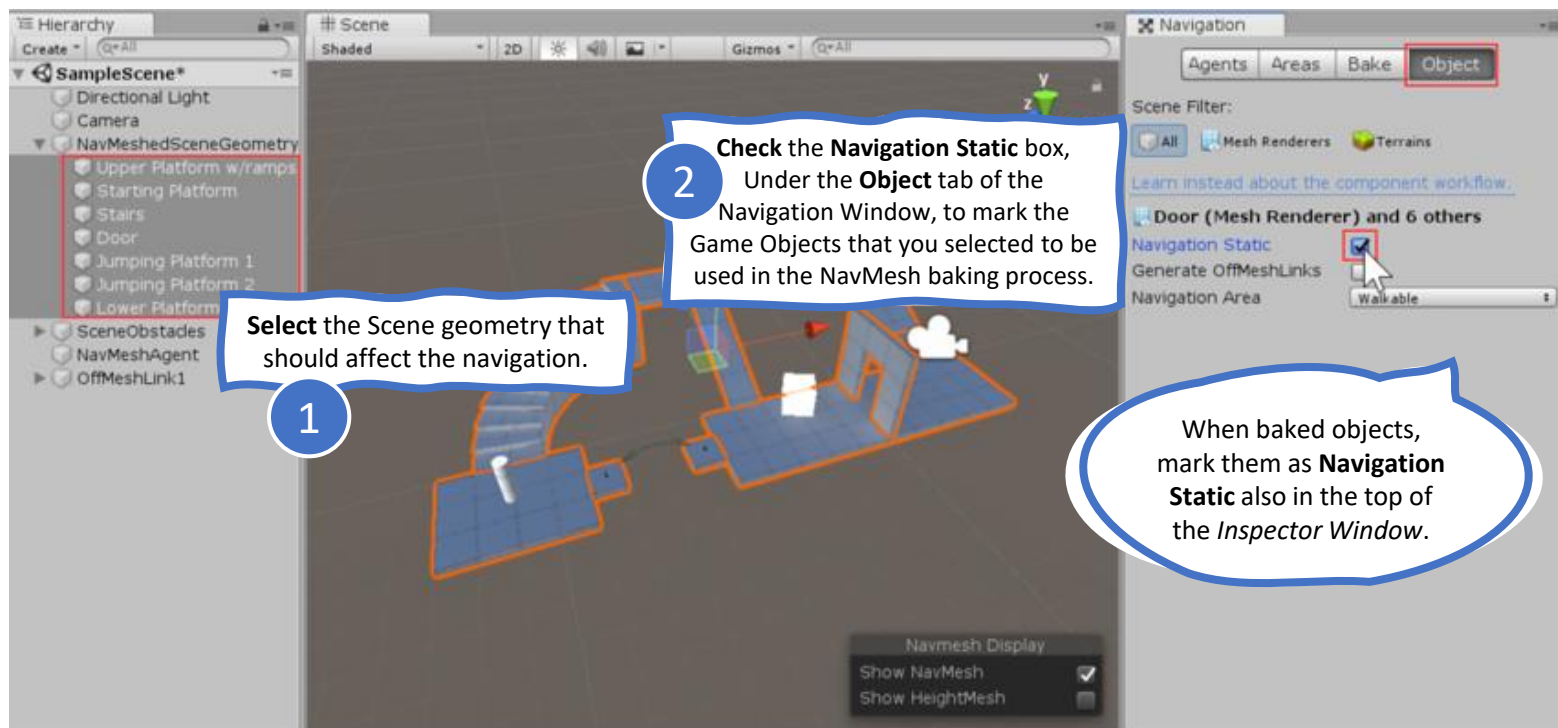 Hierarchy
Create
All
SampleScene*
Directional Light
Camera
NavMeshedSceneGeometry
Upper Platform w/ramps
Starting Platform
Stairs
Door
Jumping Platform 1
Jumping Platform 2
Lower Platform
SceneObstacles
NavMeshAgent
OffMeshLink1
Scene
Shaded
2D
Gizmos
All
y
z
Select the Scene geometry that
should affect the navigation.
1
2
Check the Navigation Static box,
Under the Object tab of the
Navigation Window, to mark the
Game Objects that you selected to be
used in the NavMesh baking process.
Navmesh Display
Show NavMesh
Show HeightMesh
Navigation
Agents Areas Bake Object
Scene Filter:
All Mesh Renderers Terrains
Learn instead about the component workflow.
Door (Mesh Renderer) and 6 others
Navigation Static
Generate OffMeshLinks
Navigation Area Walkable
When baked objects,
mark them as Navigation
Static also in the top of
the Inspector Window.